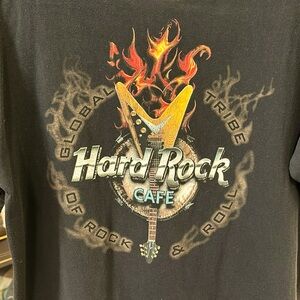 GLOBAL TRIBE
Hard Rock
CAFE
OF ROCK & ROLL